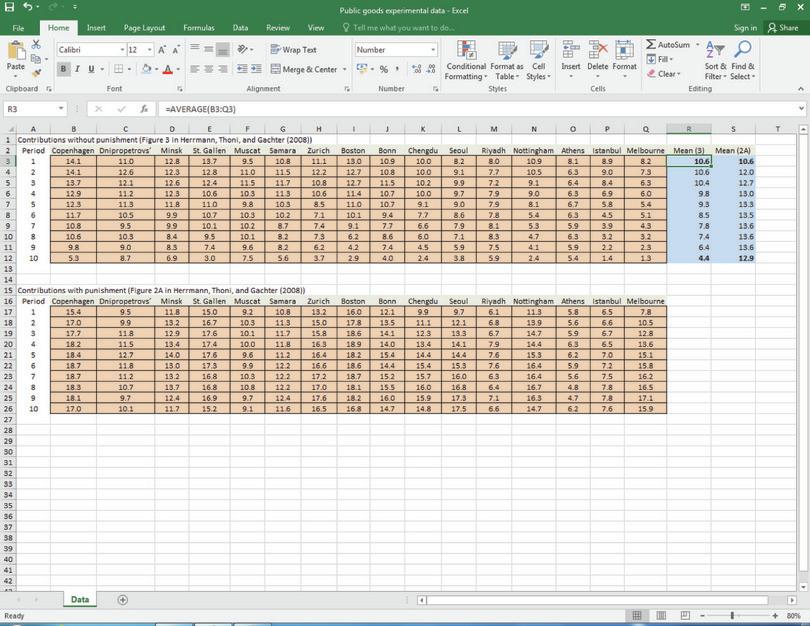 Public goods experimental data - Excel
File Home Insert Page Layout Formulas Data Review View Tell me what you want to do... Sign in Share
Calibri 12 A A Wrap Text Number Conditional Format as Cell Insert Delete Format AutoSum Sort & Find &
Paste B I U A Merge & Center % , Formatting Table Styles Fill Clear Filter Select
Clipboard Font Alignment Number Styles Cells Editing
R3 fx =AVERAGE(B3:Q3)
A B C D E F G H I J K L M N O P Q R S T
1 Contributions without punishment (Figure 3 in Herrmann, Thoni, and Gachter (2008))
2 Period Copenhagen Dnipropetrovs' Minsk St. Gallen Muscat Samara Zurich Boston Bonn Chengdu Seoul Riyadh Nottingham Athens Istanbul Melbourne Mean (3) Mean (2A)
3 1 14.1 11.0 12.8 13.7 9.5 10.8 11.1 13.0 10.9 10.0 8.2 8.0 10.9 8.1 8.9 8.2 10.6 10.6
4 2 14.1 12.6 12.3 12.8 11.0 11.5 12.2 12.7 10.8 10.0 9.1 7.7 10.5 6.3 9.0 7.3 10.6 12.0
5 3 13.7 12.1 12.6 12.4 11.5 11.7 10.8 12.7 11.5 10.2 9.9 7.2 9.1 6.4 8.4 6.3 10.4 12.7
6 4 12.9 11.2 12.3 10.6 10.3 11.3 10.6 11.4 10.7 10.0 9.7 7.9 9.0 6.3 6.9 6.0 9.8 13.0
7 5 12.3 11.3 11.8 11.0 9.8 10.3 8.5 11.0 10.7 9.1 9.0 7.9 8.1 6.7 5.8 5.4 9.3 13.3
8 6 11.7 10.5 9.9 10.7 10.3 10.2 7.1 10.1 9.4 7.7 8.6 7.8 5.4 6.3 4.5 5.1 8.5 13.5
9 7 10.8 9.5 9.9 10.1 10.2 8.7 7.4 9.1 7.7 6.6 7.9 8.1 5.3 5.9 3.9 4.3 7.8 13.6
10 8 10.6 10.3 8.4 9.5 10.1 8.2 7.3 6.2 8.6 6.0 7.1 8.3 4.7 6.3 3.2 3.2 7.4 13.6
11 9 9.8 9.0 8.3 7.4 9.6 8.2 6.2 4.2 7.4 4.5 5.9 7.5 4.1 5.9 2.2 2.3 6.4 13.6
12 10 5.3 8.7 6.9 3.0 7.5 5.6 3.7 2.9 4.0 2.4 3.8 5.9 2.4 5.4 1.4 1.3 4.4 12.9
13
14
15 Contributions with punishment (Figure 2A in Herrmann, Thoni, and Gachter (2008))
16 Period Copenhagen Dnipropetrovs' Minsk St. Gallen Muscat Samara Zurich Boston Bonn Chengdu Seoul Riyadh Nottingham Athens Istanbul Melbourne
17 1 15.4 9.5 11.8 15.0 9.2 10.8 13.2 16.0 12.1 9.9 9.7 6.1 11.3 5.8 6.5 7.8
18 2 17.0 9.9 13.2 16.7 10.3 11.3 15.0 17.8 13.5 11.1 12.1 6.8 13.9 5.6 6.6 10.5
19 3 17.7 11.8 12.9 17.1 10.1 11.7 15.8 18.6 13.4 12.3 13.3 6.7 14.7 5.9 6.7 12.8
20 4 18.2 11.5 13.4 17.4 10.0 11.8 16.3 18.9 14.0 13.4 14.1 7.9 14.4 6.3 6.5 13.6
21 5 18.4 12.7 14.0 17.6 9.6 11.2 16.4 18.2 15.4 14.4 14.4 7.6 15.3 6.2 7.0 15.1
22 6 18.7 11.8 13.0 17.3 9.9 12.2 16.6 18.6 14.4 15.4 15.3 7.6 16.4 5.9 7.2 15.8
23 7 18.7 11.2 13.2 16.8 10.3 12.2 17.2 18.7 15.2 15.7 16.0 6.3 16.4 5.6 7.5 16.2
24 8 18.3 10.7 13.7 16.8 10.8 12.2 17.0 18.1 15.5 16.0 16.8 6.4 16.7 4.8 7.8 16.5
25 9 18.1 9.7 12.4 16.9 9.7 12.4 17.6 18.2 16.0 15.9 17.3 7.1 16.3 4.7 7.8 17.1
26 10 17.0 10.1 11.7 15.2 9.1 11.6 16.5 16.8 14.7 14.8 17.5 6.6 14.7 6.2 7.6 15.9
27
28
29
30
31
32
33
34
35
36
37
38
39
40
41
42
Data
Ready 80%